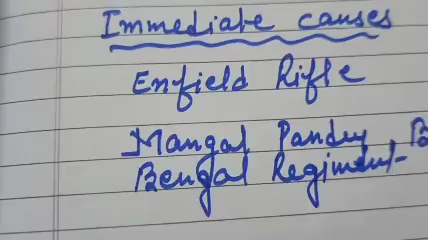 Immediate causes
Enfield Rifle
Mangal Pandey, B
Bengal Regiment-